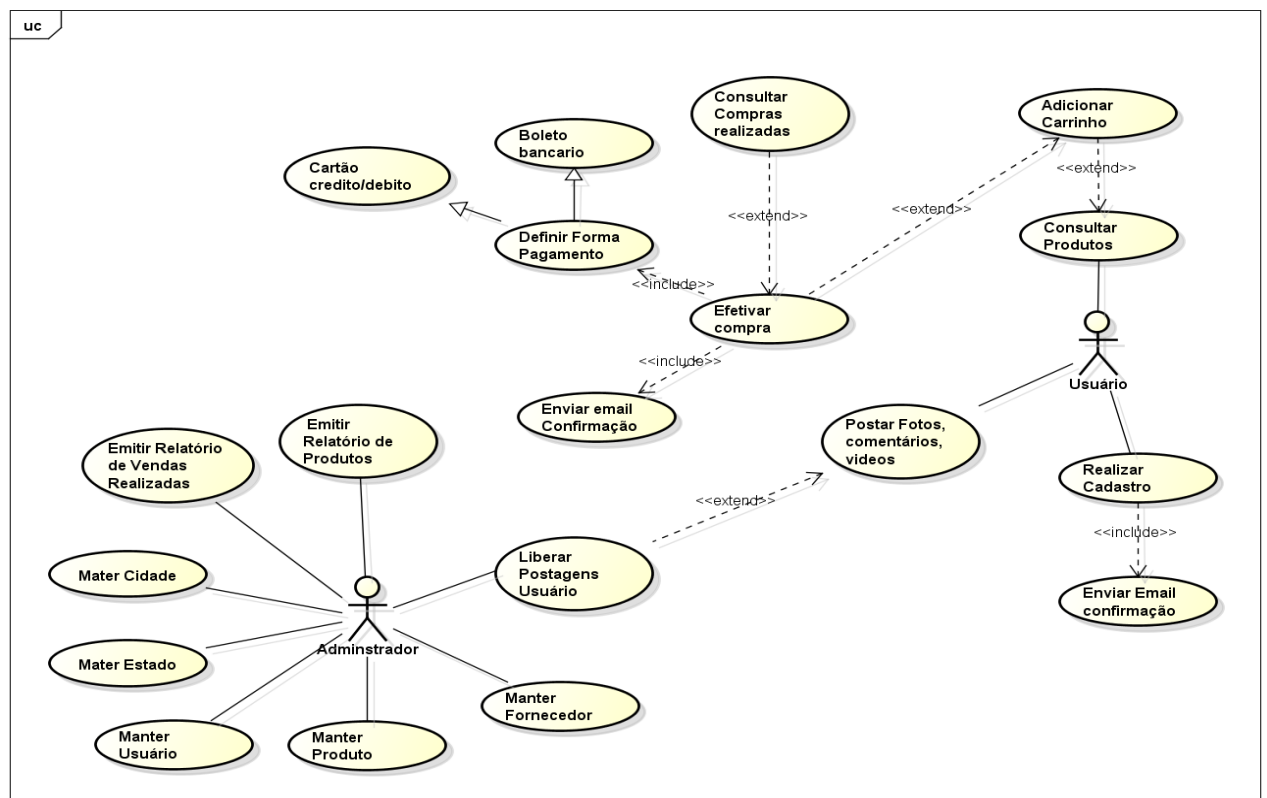 uc
Consultar
Compras
realizadas
Adicionar
Carrinho
Boleto
bancario
Cartão
credito/debito
<<extend>>
<<extend>>
<<extend>>
Definir Forma
Pagamento
Consultar
Produtos
<<include>>
Efetivar
compra
<<include>>
Usuário
Enviar email
Confirmação
Postar Fotos,
comentários,
videos
Emitir Relatório
de Vendas
Realizadas
Emitir
Relatório de
Produtos
Realizar
Cadastro
<<extend>>
<<include>>
Liberar
Postagens
Usuário
Mater Cidade
Enviar Email
confirmação
Adminstrador
Mater Estado
Manter
Fornecedor
Manter
Usuário
Manter
Produto